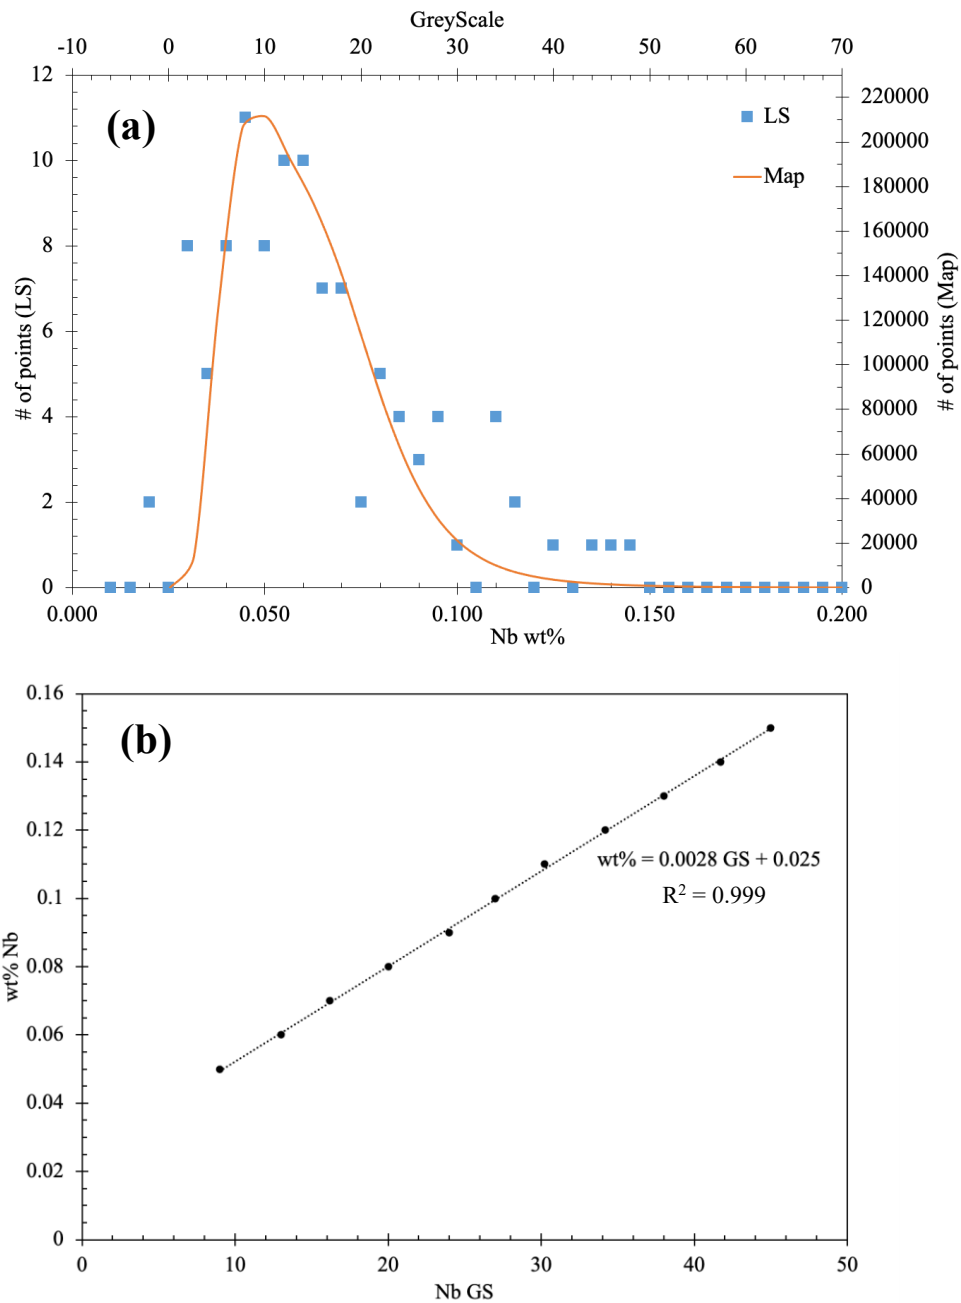 GreyScale
-10 0 10 20 30 40 50 60 70
(a)
LS
Map
12
10
8
6
4
2
0
# of points (LS)
220000
200000
180000
160000
140000
120000
100000
80000
60000
40000
20000
0
# of points (Map)
0.000 0.050 0.100 0.150 0.200
Nb wt%
(b)
0.16
0.14
0.12
0.1
0.08
0.06
0.04
0.02
0
wt% Nb
wt% = 0.0028 GS + 0.025
R² = 0.999
0 10 20 30 40 50
Nb GS